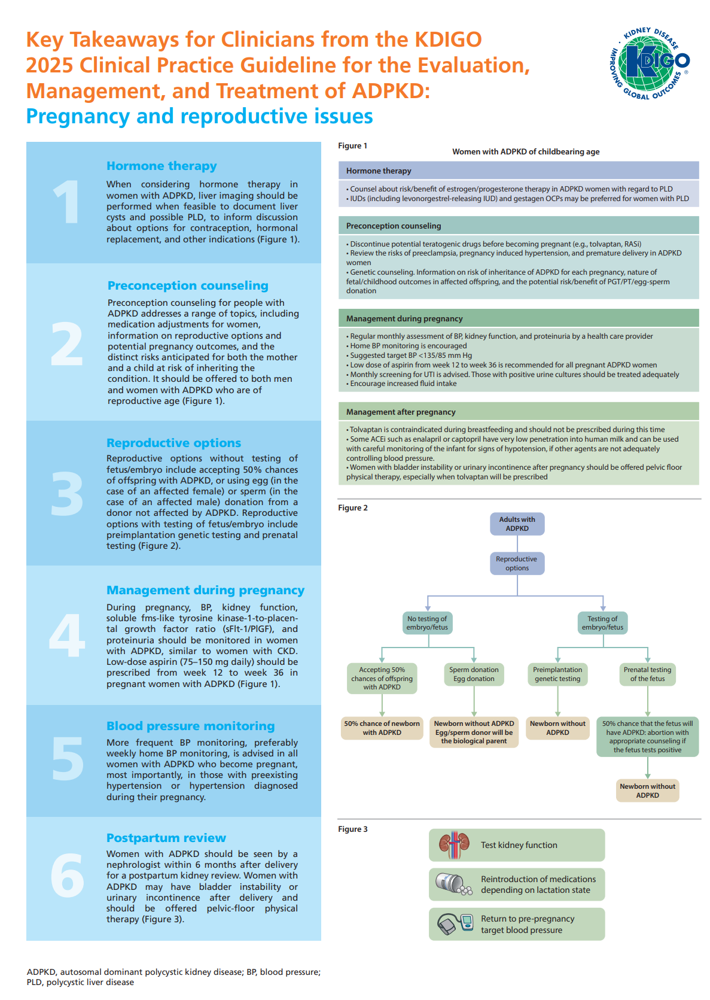 Key Takeaways for Clinicians from the KDIGO
2025 Clinical Practice Guideline for the Evaluation,
Management, and Treatment of ADPKD:
Pregnancy and reproductive issues
KIDNEY DISEASE
IMPROVING GLOBAL OUTCOMES
KDIGO
®
1
Hormone therapy
When considering hormone therapy in
women with ADPKD, liver imaging should be
performed when feasible to document liver
cysts and possible PLD, to inform discussion
about options for contraception, hormonal
replacement, and other indications (Figure 1).
2
Preconception counseling
Preconception counseling for people with
ADPKD addresses a range of topics, including
medication adjustments for women,
information on reproductive options and
potential pregnancy outcomes, and the
distinct risks anticipated for both the mother
and a child at risk of inheriting the
condition. It should be offered to both men
and women with ADPKD who are of
reproductive age (Figure 1).
3
Reproductive options
Reproductive options without testing of
fetus/embryo include accepting 50% chances
of offspring with ADPKD, or using egg (in the
case of an affected female) or sperm (in the
case of an affected male) donation from a
donor not affected by ADPKD. Reproductive
options with testing of fetus/embryo include
preimplantation genetic testing and prenatal
testing (Figure 2).
4
Management during pregnancy
During pregnancy, BP, kidney function,
soluble fms-like tyrosine kinase-1-to-placen-
tal growth factor ratio (sFlt-1/PlGF), and
proteinuria should be monitored in women
with ADPKD, similar to women with CKD.
Low-dose aspirin (75–150 mg daily) should be
prescribed from week 12 to week 36 in
pregnant women with ADPKD (Figure 1).
5
Blood pressure monitoring
More frequent BP monitoring, preferably
weekly home BP monitoring, is advised in all
women with ADPKD who become pregnant,
most importantly, in those with preexisting
hypertension or hypertension diagnosed
during their pregnancy.
6
Postpartum review
Women with ADPKD should be seen by a
nephrologist within 6 months after delivery
for a postpartum kidney review. Women with
ADPKD may have bladder instability or
urinary incontinence after delivery and
should be offered pelvic-floor physical
therapy (Figure 3).
Figure 1
Women with ADPKD of childbearing age
Hormone therapy
• Counsel about risk/benefit of estrogen/progesterone therapy in ADPKD women with regard to PLD
• IUDs (including levonorgestrel-releasing IUD) and gestagen OCPs may be preferred for women with PLD
Preconception counseling
• Discontinue potential teratogenic drugs before becoming pregnant (e.g., tolvaptan, RASi)
• Review the risks of preeclampsia, pregnancy induced hypertension, and premature delivery in ADPKD
women
• Genetic counseling. Information on risk of inheritance of ADPKD for each pregnancy, nature of
fetal/childhood outcomes in affected offspring, and the potential risk/benefit of PGT/PT/egg-sperm
donation
Management during pregnancy
• Regular monthly assessment of BP, kidney function, and proteinuria by a health care provider
• Home BP monitoring is encouraged
• Suggested target BP <135/85 mm Hg
• Low dose of aspirin from week 12 to week 36 is recommended for all pregnant ADPKD women
• Monthly screening for UTI is advised. Those with positive urine cultures should be treated adequately
• Encourage increased fluid intake
Management after pregnancy
• Tolvaptan is contraindicated during breastfeeding and should not be prescribed during this time
• Some ACEi such as enalapril or captopril have very low penetration into human milk and can be used
with careful monitoring of the infant for signs of hypotension, if other agents are not adequately
controlling blood pressure.
• Women with bladder instability or urinary incontinence after pregnancy should be offered pelvic floor
physical therapy, especially when tolvaptan will be prescribed
Figure 2
Adults with
ADPKD
Reproductive
options
No testing of
embryo/fetus
Testing of
embryo/fetus
Accepting 50%
chances of offspring
with ADPKD
Sperm donation
Egg donation
Preimplantation
genetic testing
Prenatal testing
of the fetus
50% chance of newborn
with ADPKD
Newborn without ADPKD
Egg/sperm donor will be
the biological parent
Newborn without
ADPKD
50% chance that the fetus will
have ADPKD: abortion with
appropriate counseling if
the fetus tests positive
Newborn without
ADPKD
Figure 3
Test kidney function
Reintroduction of medications
depending on lactation state
Return to pre-pregnancy
target blood pressure
ADPKD, autosomal dominant polycystic kidney disease; BP, blood pressure;
PLD, polycystic liver disease